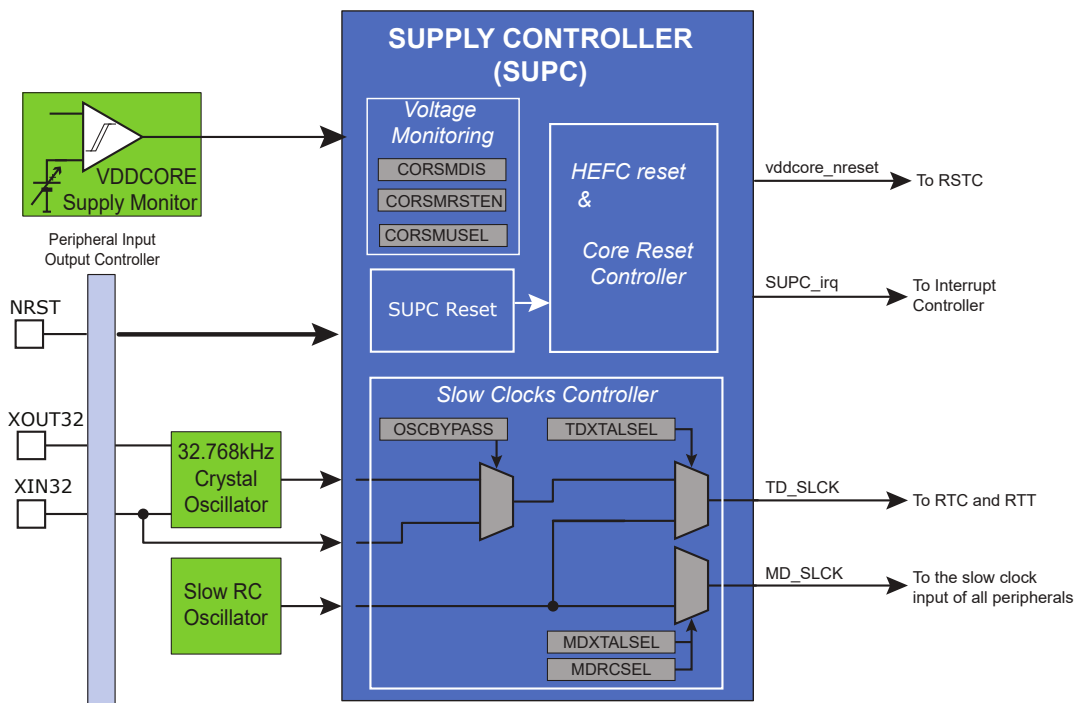 SUPPLY CONTROLLER
(SUPC)
VDDCORE
Supply Monitor
Voltage
Monitoring
CORSMDIS
CORSMRSTEN
CORSMUSEL
HEFC reset
&
Core Reset
Controller
vddcore_nreset
To RSTC
Peripheral Input
Output Controller
NRST
SUPC Reset
SUPC_irq
To Interrupt
Controller
Slow Clocks Controller
XOUT32
XIN32
32.768kHz
Crystal
Oscillator
OSCBYPASS
TDXTALSEL
TD_SLCK
To RTC and RTT
Slow RC
Oscillator
MD_SLCK
To the slow clock
input of all peripherals
MDXTALSEL
MDRCSEL